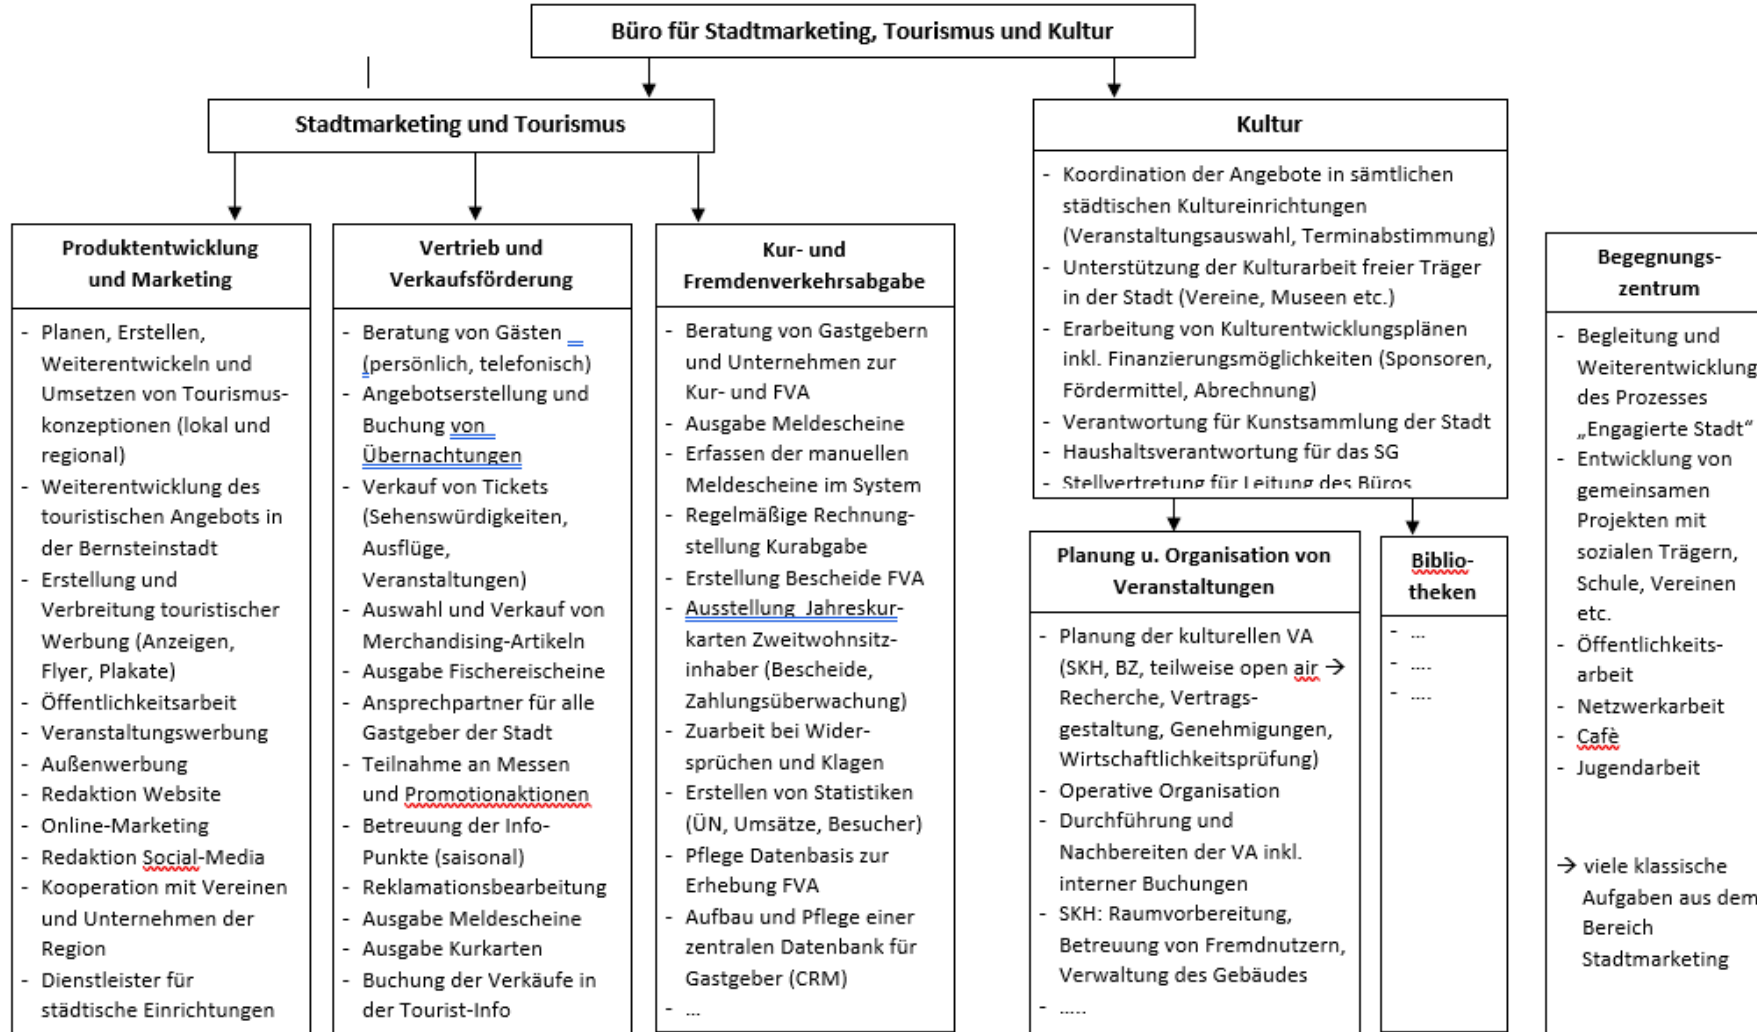 Büro für Stadtmarketing, Tourismus und Kultur
Stadtmarketing und Tourismus
Produktentwicklung
und Marketing
- Planen, Erstellen,
Weiterentwickeln und
Umsetzen von Tourismus-
konzeptionen (lokal und
regional)
- Weiterentwicklung des
touristischen Angebots in
der Bernsteinstadt
- Erstellung und
Verbreitung touristischer
Werbung (Anzeigen,
Flyer, Plakate)
- Öffentlichkeitsarbeit
- Veranstaltungswerbung
- Außenwerbung
- Redaktion Website
- Online-Marketing
- Redaktion Social-Media
- Kooperation mit Vereinen
und Unternehmen der
Region
- Dienstleister für
städtische Einrichtungen
Vertrieb und
Verkaufsförderung
- Beratung von Gästen
(persönlich, telefonisch)
- Angebotserstellung und
Buchung von
Übernachtungen
- Verkauf von Tickets
(Sehenswürdigkeiten,
Ausflüge,
Veranstaltungen)
- Auswahl und Verkauf von
Merchandising-Artikeln
- Ausgabe Fischereischeine
- Ansprechpartner für alle
Gastgeber der Stadt
- Teilnahme an Messen
und Promotionaktionen
- Betreuung der Info-
Punkte (saisonal)
- Reklamationsbearbeitung
- Ausgabe Meldescheine
- Ausgabe Kurkarten
- Buchung der Verkäufe in
der Tourist-Info
Kur- und
Fremdenverkehrsabgabe
- Beratung von Gastgebern
und Unternehmen zur
Kur- und FVA
- Ausgabe Meldescheine
- Erfassen der manuellen
Meldescheine im System
- Regelmäßige Rechnung-
stellung Kurabgabe
- Erstellung Bescheide FVA
- Ausstellung Jahreskur-
karten Zweitwohnsitz-
inhaber (Bescheide,
Zahlungsüberwachung)
- Zuarbeit bei Wider-
sprüchen und Klagen
- Erstellen von Statistiken
(ÜN, Umsätze, Besucher)
- Pflege Datenbasis zur
Erhebung FVA
- Aufbau und Pflege einer
zentralen Datenbank für
Gastgeber (CRM)
- ...
Kultur
- Koordination der Angebote in sämtlichen
städtischen Kultureinrichtungen
(Veranstaltungsauswahl, Terminabstimmung)
- Unterstützung der Kulturarbeit freier Träger
in der Stadt (Vereine, Museen etc.)
- Erarbeitung von Kulturentwicklungsplänen
inkl. Finanzierungsmöglichkeiten (Sponsoren,
Fördermittel, Abrechnung)
- Verantwortung für Kunstsammlung der Stadt
- Haushaltsverantwortung für das SG
- Stellvertretung für Leitung des Büros
Planung u. Organisation von
Veranstaltungen
- Planung der kulturellen VA
(SKH, BZ, teilweise open air →
Recherche, Vertrags-
gestaltung, Genehmigungen,
Wirtschaftlichkeitsprüfung)
- Operative Organisation
- Durchführung und
Nachbereiten der VA inkl.
interner Buchungen
- SKH: Raumvorbereitung,
Betreuung von Fremdnutzern,
Verwaltung des Gebäudes
- .....
Biblio-
theken
- ...
- ....
- ....
Begegnungs-
zentrum
- Begleitung und
Weiterentwicklung
des Prozesses
„Engagierte Stadt“
- Entwicklung von
gemeinsamen
Projekten mit
sozialen Trägern,
Schule, Vereinen
etc.
- Öffentlichkeits-
arbeit
- Netzwerkarbeit
- Cafè
- Jugendarbeit
→ viele klassische
Aufgaben aus dem
Bereich
Stadtmarketing